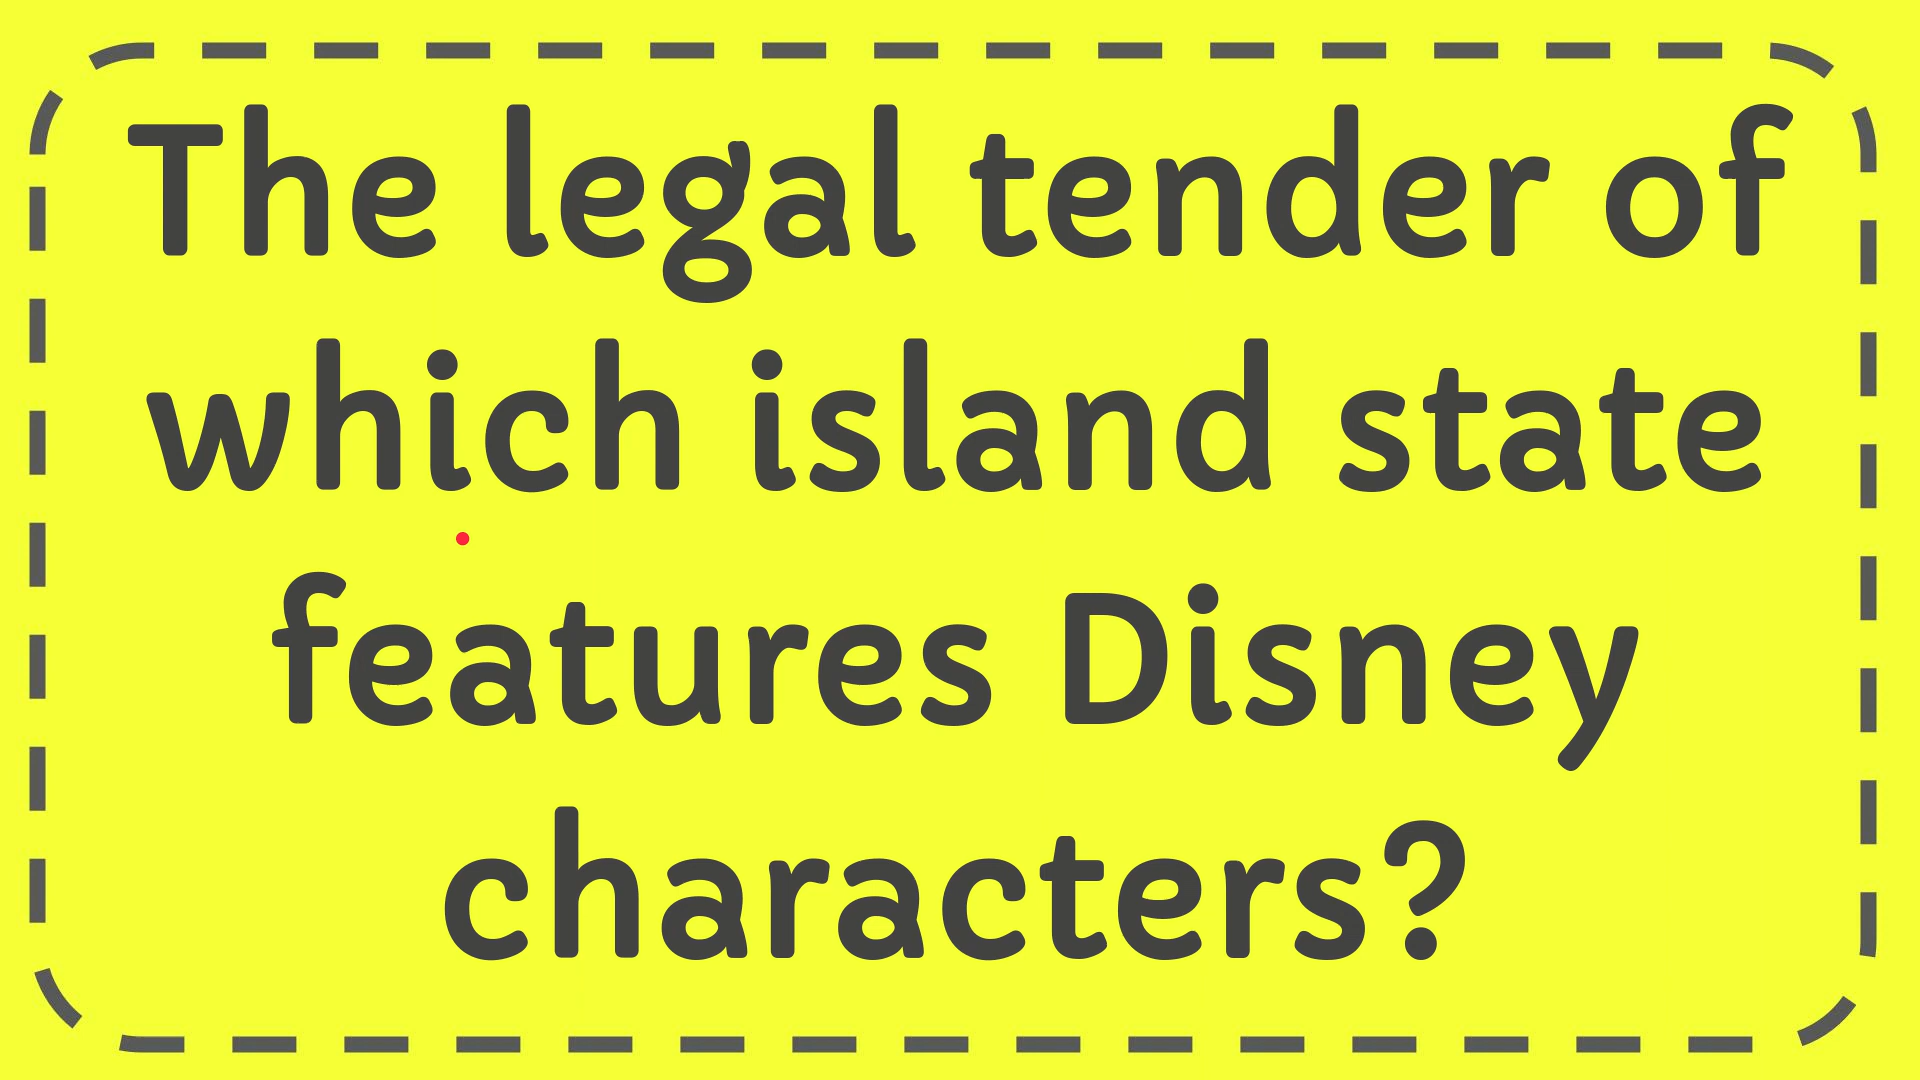 The legal tender of
which island state
features Disney
characters?